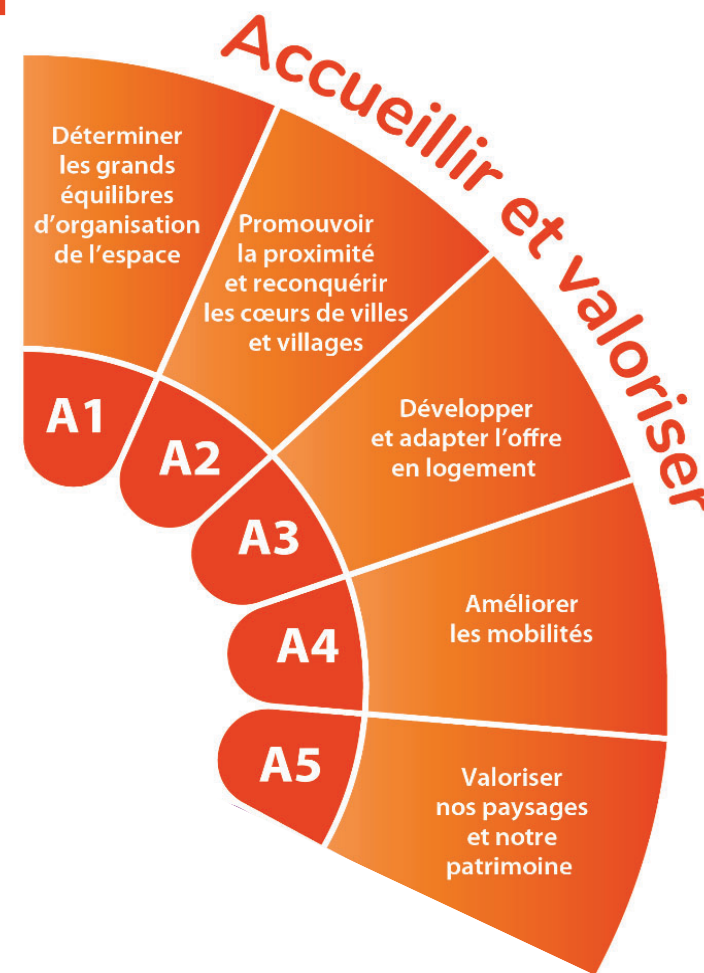 Accueillir et valoriser
Déterminer
les grands
équilibres
d'organisation
de l'espace
A1
Promouvoir
la proximité
et reconquérir
les cœurs de villes
et villages
A2
Développer
et adapter l'offre
en logement
A3
Améliorer
les mobilités
A4
Valoriser
nos paysages
et notre
patrimoine
A5